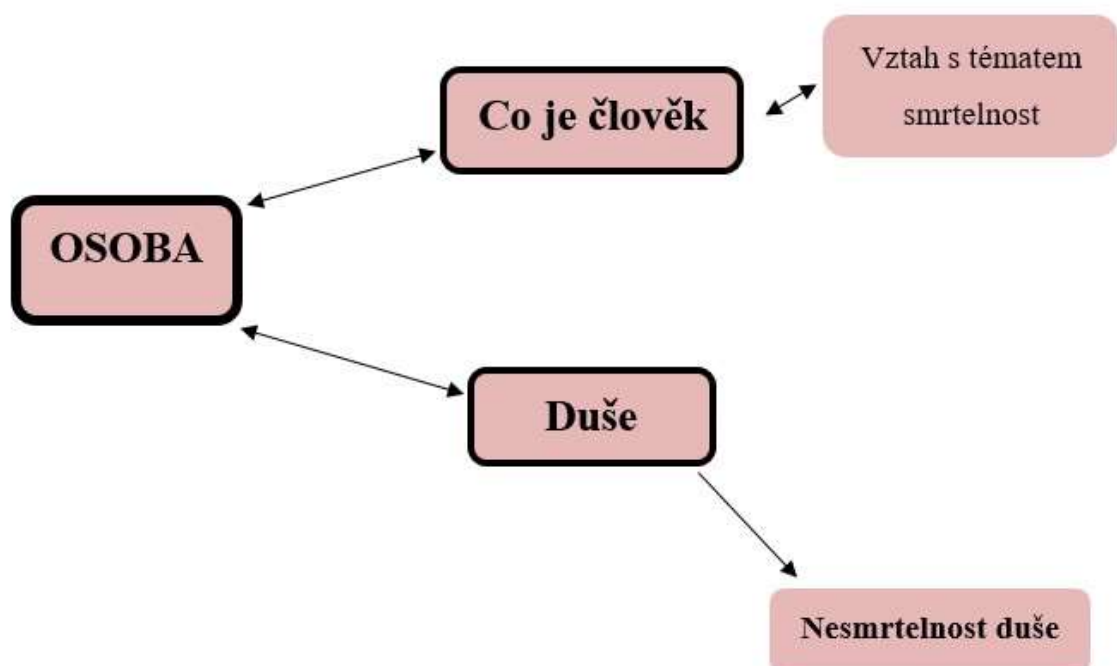 Vztah s tématem
smrtelnost
Co je člověk
OSOBA
Duše
Nesmrtelnost duše